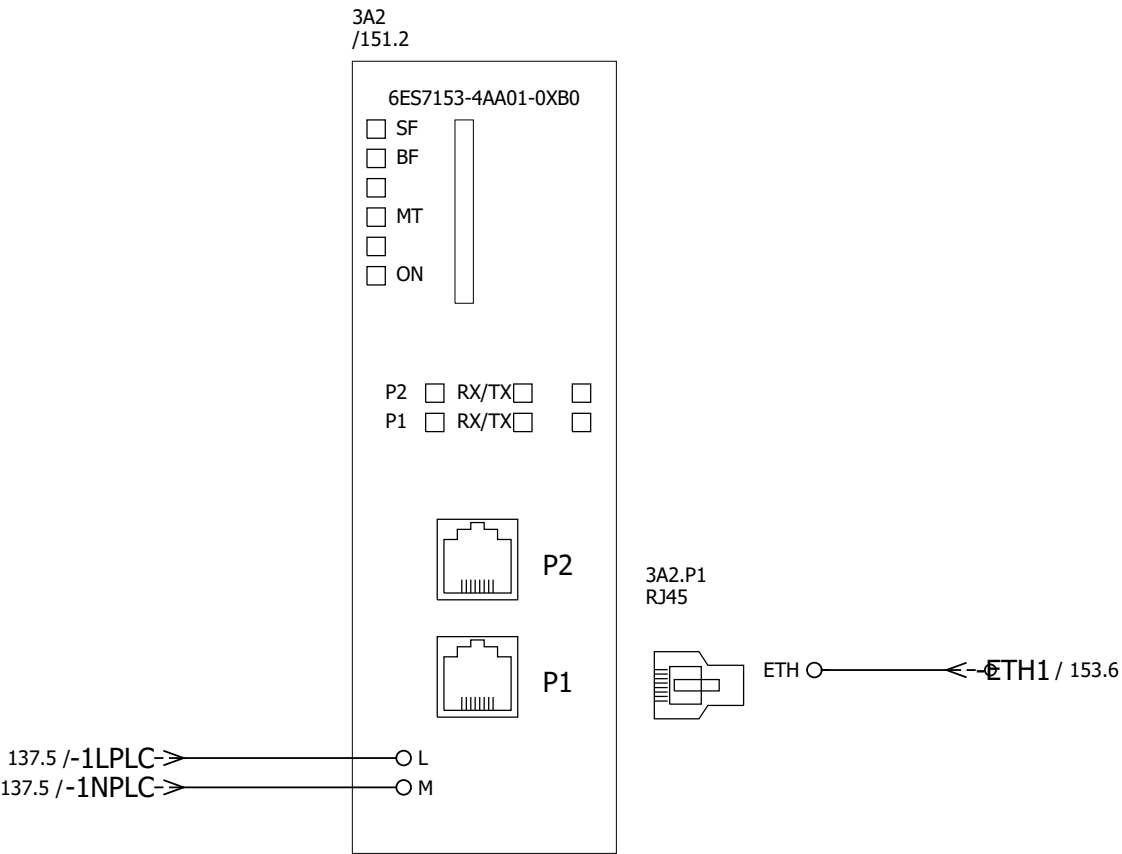 3A2
/151.2
6ES7153-4AA01-0XB0
SF
BF
MT
ON
P2 RX/TX
P1 RX/TX
P2
3A2.P1
RJ45
P1
ETH
-ETH1 / 153.6
137.5 /-1LPLC
L
137.5 /-1NPLC
M